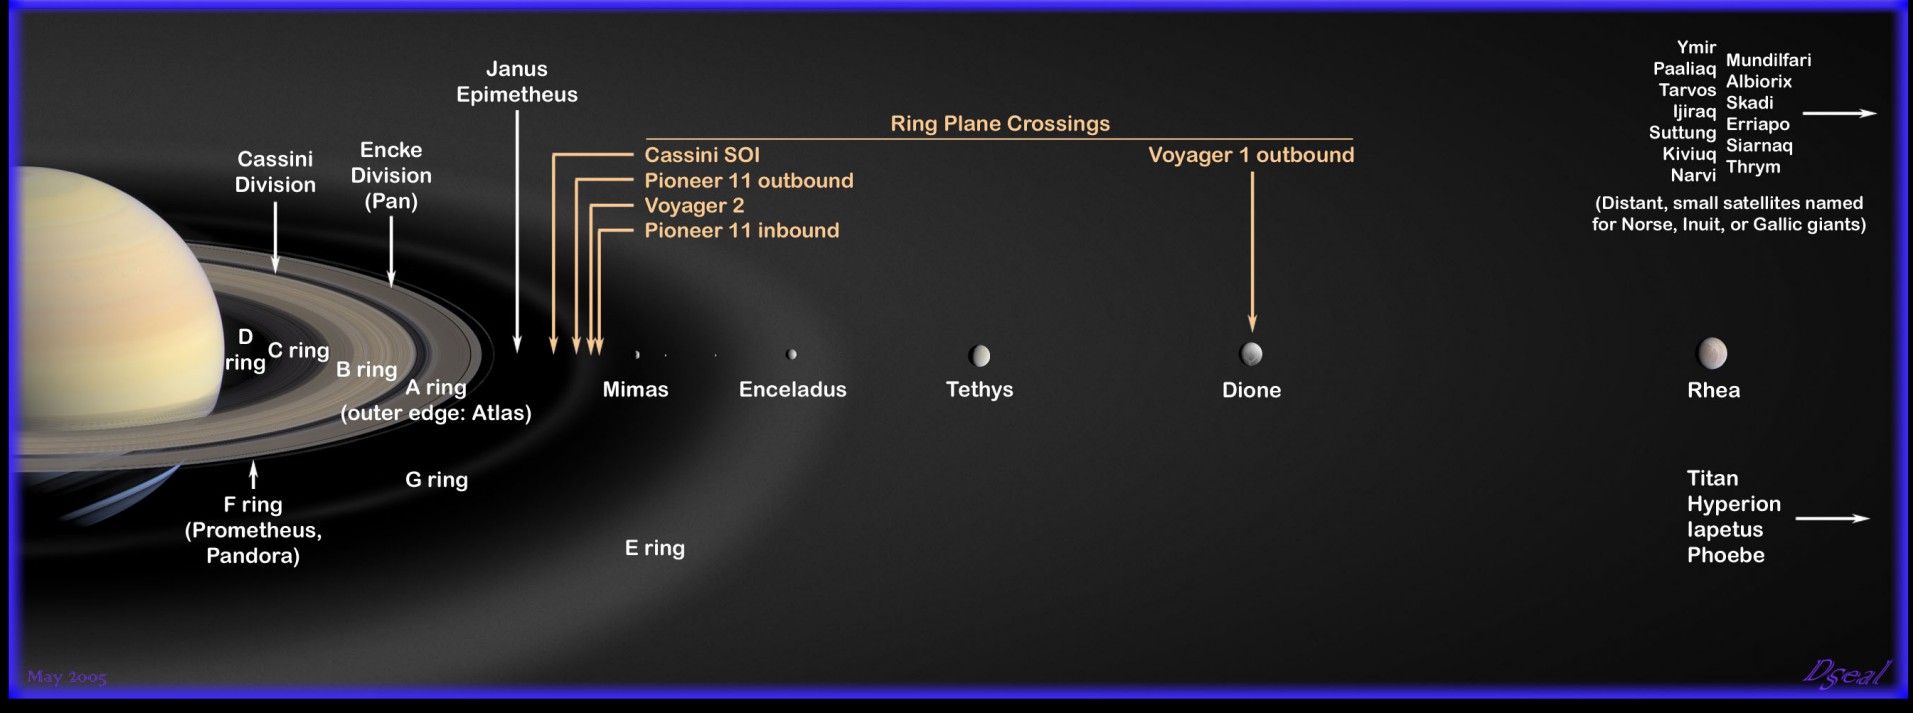 Janus
Epimetheus
Cassini
Division
Encke
Division
(Pan)
Ring Plane Crossings
Cassini SOI
Pioneer 11 outbound
Voyager 2
Pioneer 11 inbound
Voyager 1 outbound
Ymir
Paaliaq
Tarvos
Ijiraq
Suttung
Kiviuq
Narvi
Mundilfari
Albiorix
Skadi
Erriapo
Siarnaq
Thrym
(Distant, small satellites named
for Norse, Inuit, or Gallic giants)
D
ring
C ring
B ring
A ring
(outer edge: Atlas)
Mimas
Enceladus
Tethys
Dione
Rhea
G ring
F ring
(Prometheus,
Pandora)
E ring
Titan
Hyperion
Iapetus
Phoebe
May 2005
Dseal